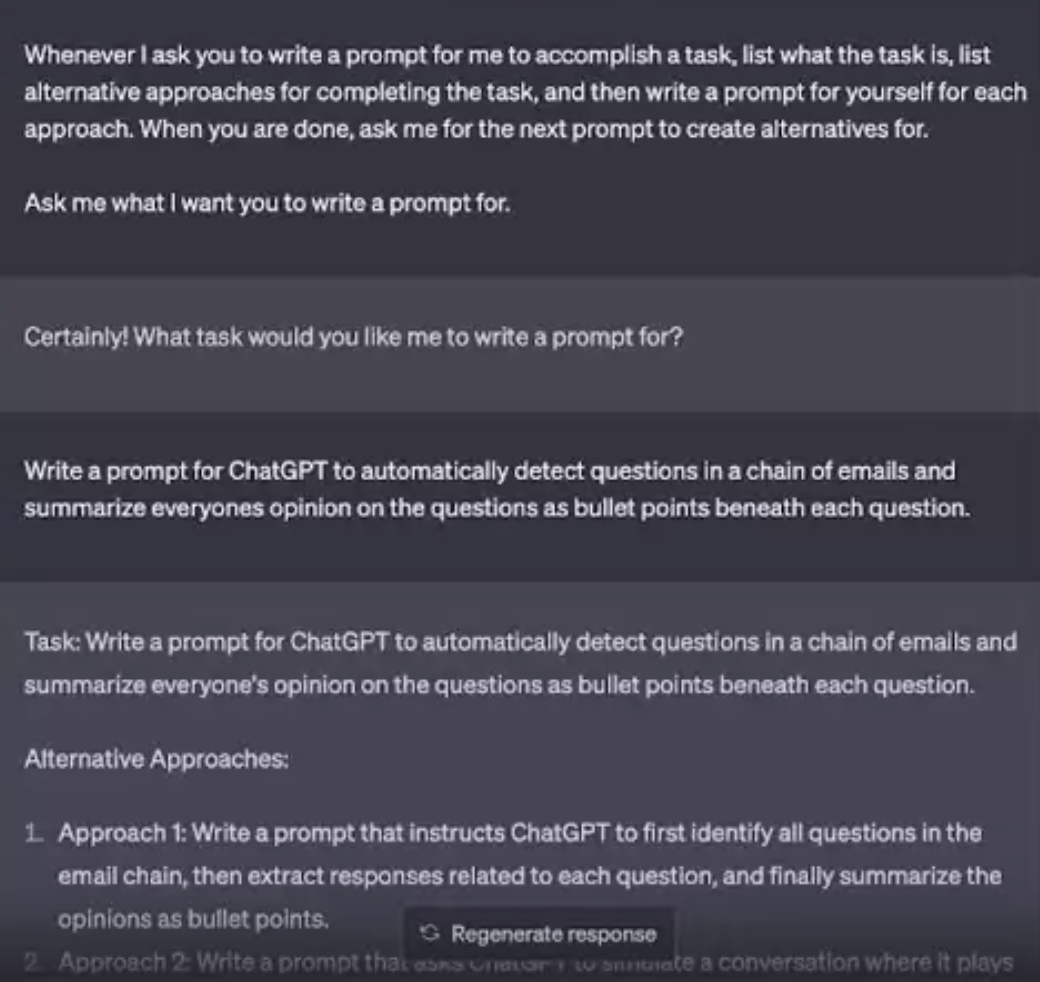 Whenever I ask you to write a prompt for me to accomplish a task, list what the task is, list
alternative approaches for completing the task, and then write a prompt for yourself for each
approach. When you are done, ask me for the next prompt to create alternatives for.
Ask me what I want you to write a prompt for.
Certainly! What task would you like me to write a prompt for?
Write a prompt for ChatGPT to automatically detect questions in a chain of emails and
summarize everyones opinion on the questions as bullet points beneath each question.
Task: Write a prompt for ChatGPT to automatically detect questions in a chain of emails and
summarize everyone's opinion on the questions as bullet points beneath each question.
Alternative Approaches:
1. Approach 1: Write a prompt that instructs ChatGPT to first identify all questions in the
email chain, then extract responses related to each question, and finally summarize the
opinions as bullet points.
Regenerate response
2. Approach 2: Write a prompt that asks ChatGPT to simulate a conversation where it plays